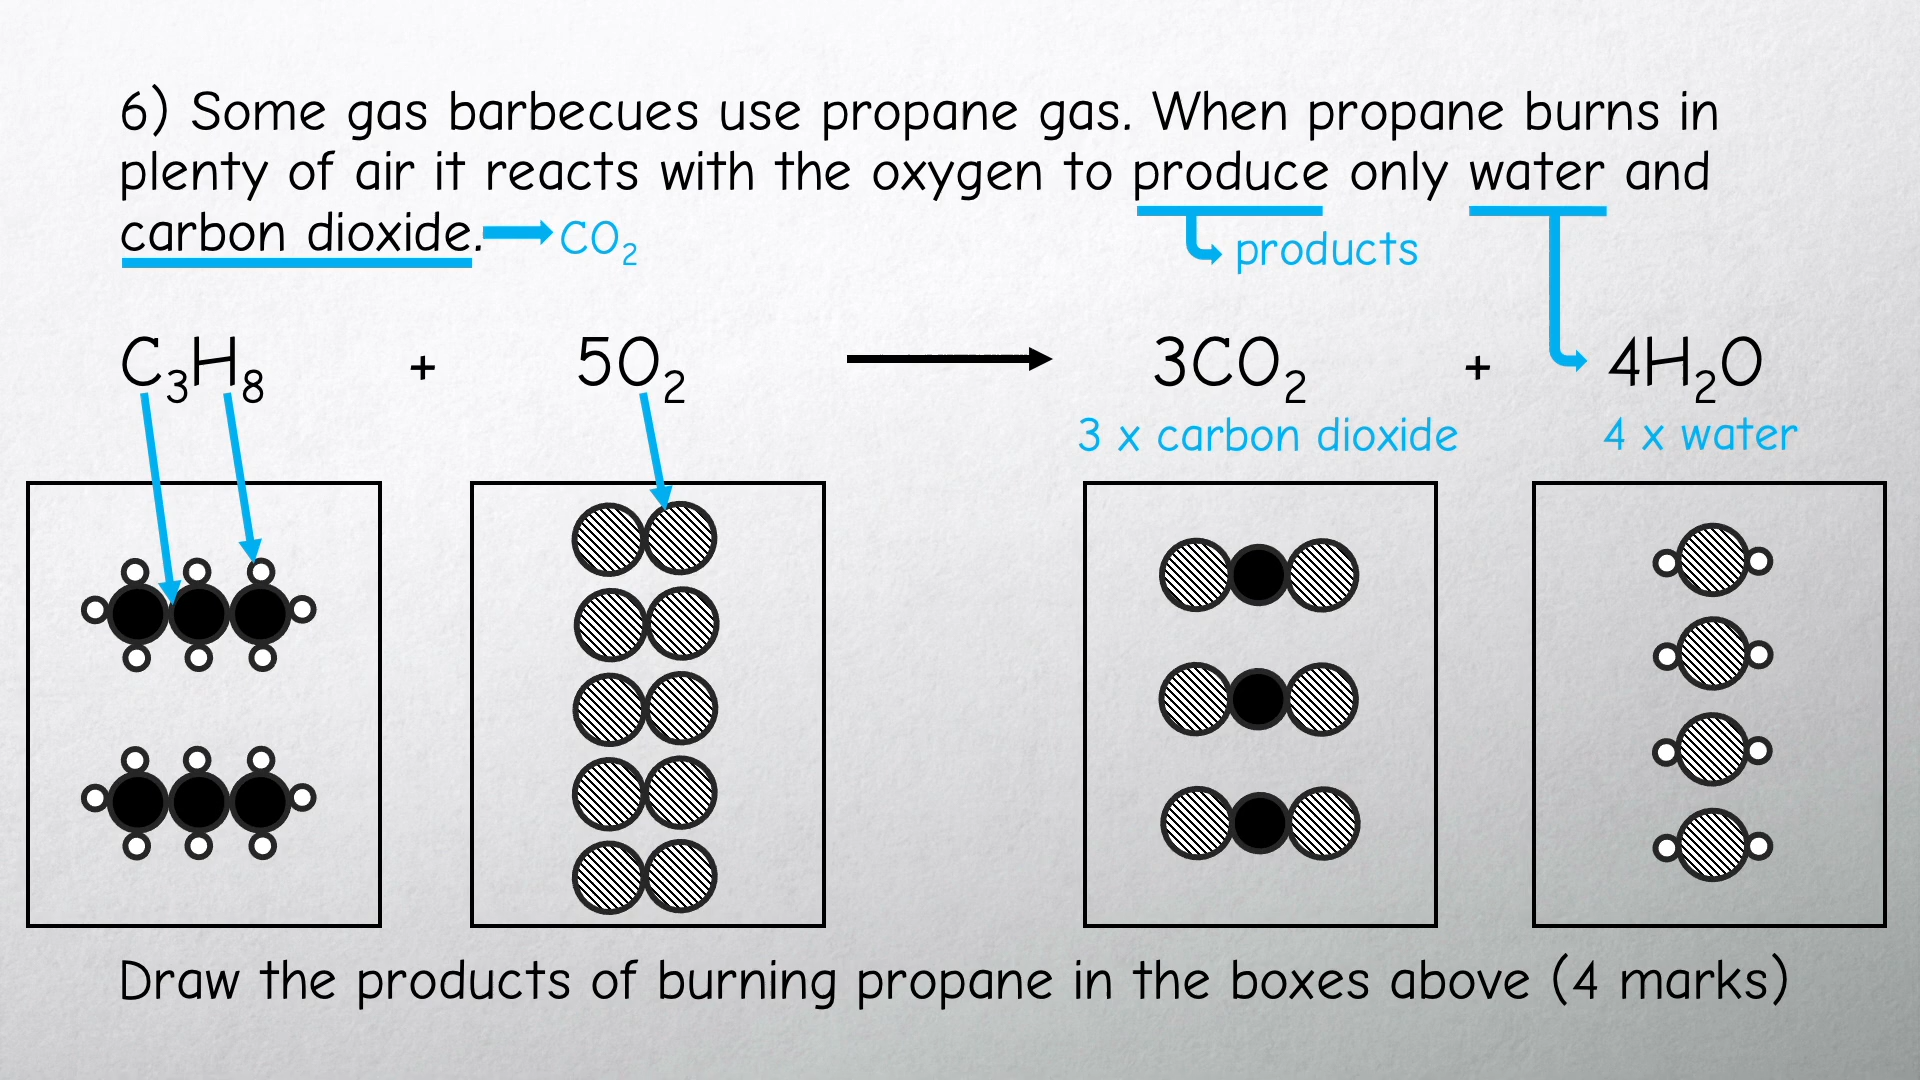 6) Some gas barbecues use propane gas. When propane burns in
plenty of air it reacts with the oxygen to produce only water and
carbon dioxide. CO₂
products
C₃H₈ + 5O₂ 3CO₂ + 4H₂O
3 x carbon dioxide 4 x water
Draw the products of burning propane in the boxes above (4 marks)